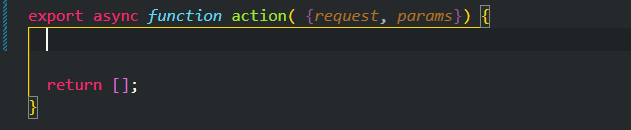 export async function action( {request, params}) {
return [];
}